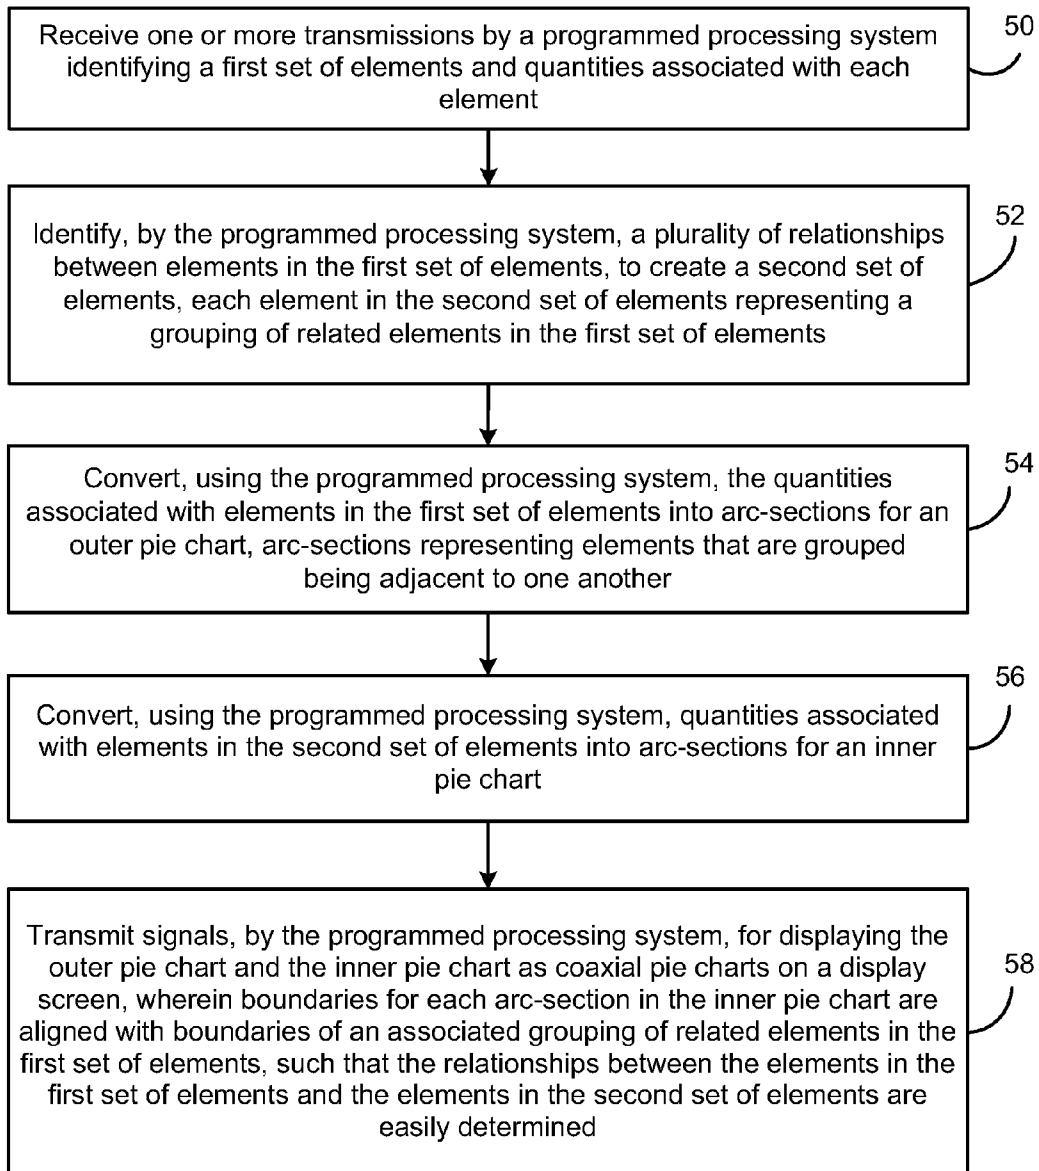 Receive one or more transmissions by a programmed processing system
identifying a first set of elements and quantities associated with each
element
50
Identify, by the programmed processing system, a plurality of relationships
between elements in the first set of elements, to create a second set of
elements, each element in the second set of elements representing a
grouping of related elements in the first set of elements
52
Convert, using the programmed processing system, the quantities
associated with elements in the first set of elements into arc-sections for an
outer pie chart, arc-sections representing elements that are grouped
being adjacent to one another
54
Convert, using the programmed processing system, quantities associated
with elements in the second set of elements into arc-sections for an inner
pie chart
56
Transmit signals, by the programmed processing system, for displaying the
outer pie chart and the inner pie chart as coaxial pie charts on a display
screen, wherein boundaries for each arc-section in the inner pie chart are
aligned with boundaries of an associated grouping of related elements in the
first set of elements, such that the relationships between the elements in the
first set of elements and the elements in the second set of elements are
easily determined
58